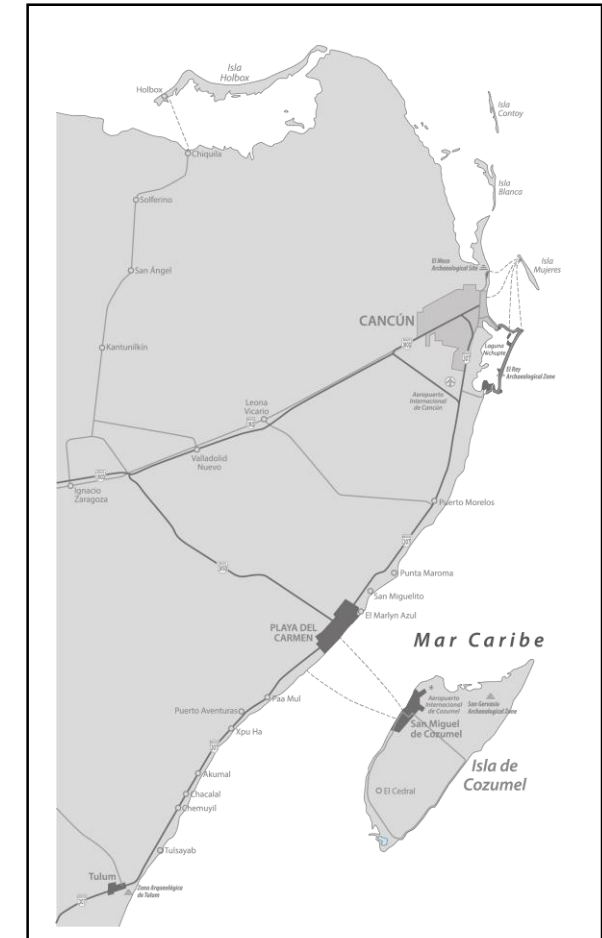 Isla
Holbox
Holbox
Isla
Contoy
Chiquila
Isla
Blanca
Solferino
El Meco
Archaeological Site
Isla
Mujeres
San Ángel
CANCÚN
Laguna
Nichupte
Kantunilkín
El Rey
Archaeological Zone
Aeropuerto
Internacional
de Cancún
Leona
Vicario
Valladolid
Nuevo
Ignacio
Zaragoza
Puerto Morelos
307
Punta Maroma
San Miguelito
El Marlyn Azul
PLAYA DEL
CARMEN
Mar Caribe
Aeropuerto
Internacional
de Cozumel
San Gervasio
Archaeological Zone
Paa Mul
Puerto Aventuras
San Miguel
de Cozumel
Xpu Ha
Isla de
Cozumel
Akumal
El Cedral
Chacalal
Chemuyil
Tulsayab
Tulum
Zona Arqueológica
de Tulum